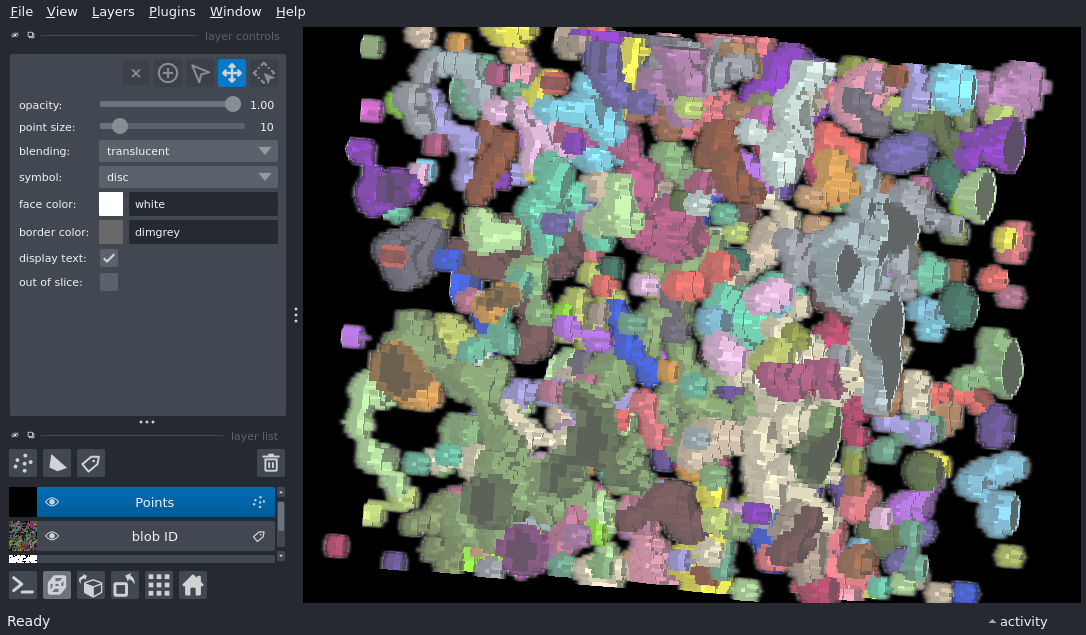 File View Layers Plugins Window Help
layer controls
opacity: 1.00
point size: 10
blending: translucent
symbol: disc
face color: white
border color: dimgrey
display text:
out of slice:
layer list
Points
blob ID
Ready
activity